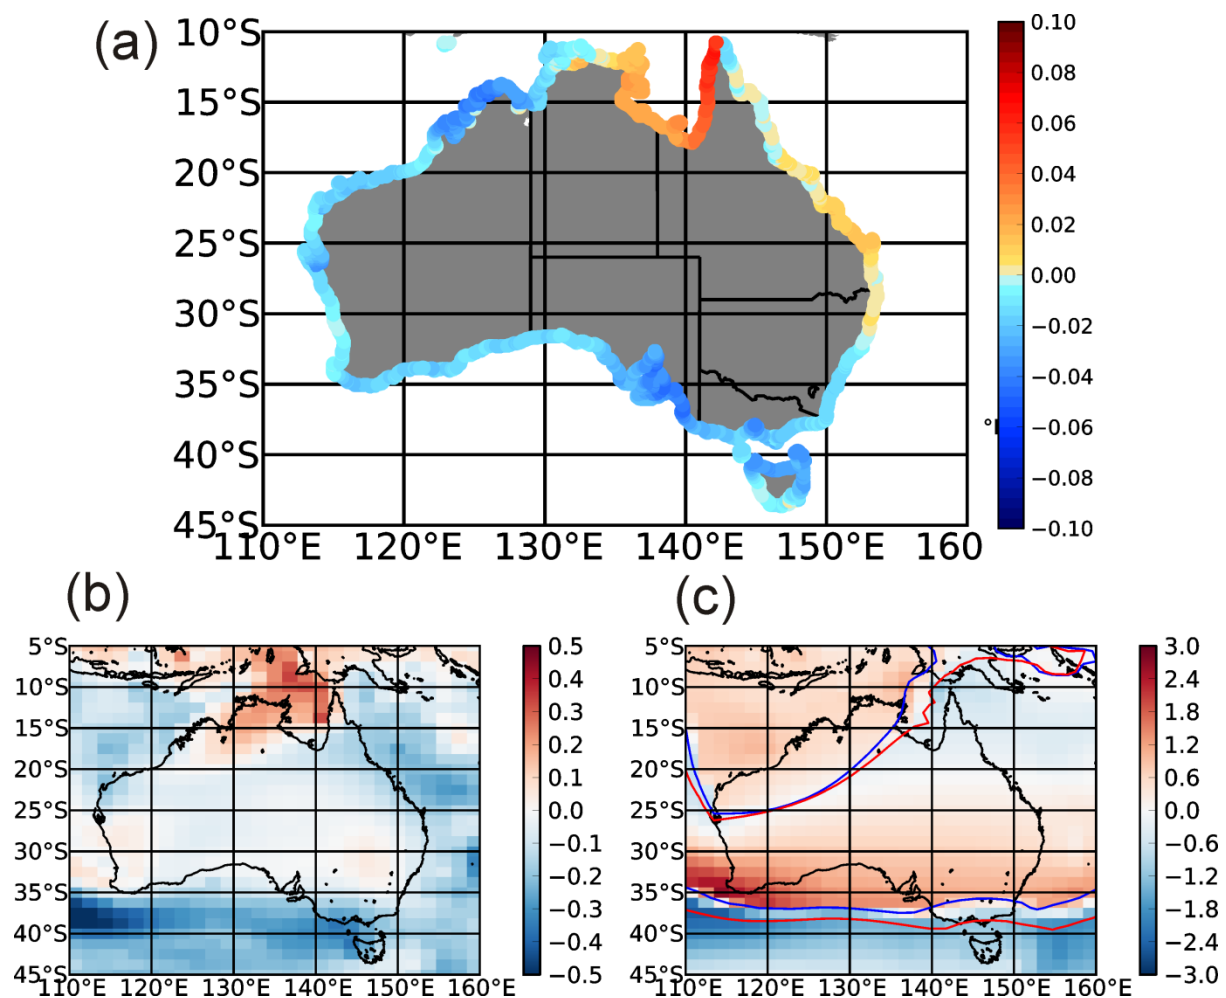 (a)
10°S
15°S
20°S
25°S
30°S
35°S
40°S
45°S
110°E 120°E 130°E 140°E 150°E 160
0.10
0.08
0.06
0.04
0.02
0.00
−0.02
−0.04
−0.06
−0.08
−0.10
(b)
5°S
10°S
15°S
20°S
25°S
30°S
35°S
40°S
45°S
110°E 120°E 130°E 140°E 150°E 160°E
0.5
0.4
0.3
0.2
0.1
0.0
−0.1
−0.2
−0.3
−0.4
−0.5
(c)
5°S
10°S
15°S
20°S
25°S
30°S
35°S
40°S
45°S
110°E 120°E 130°E 140°E 150°E 160°E
3.0
2.4
1.8
1.2
0.6
0.0
−0.6
−1.2
−1.8
−2.4
−3.0